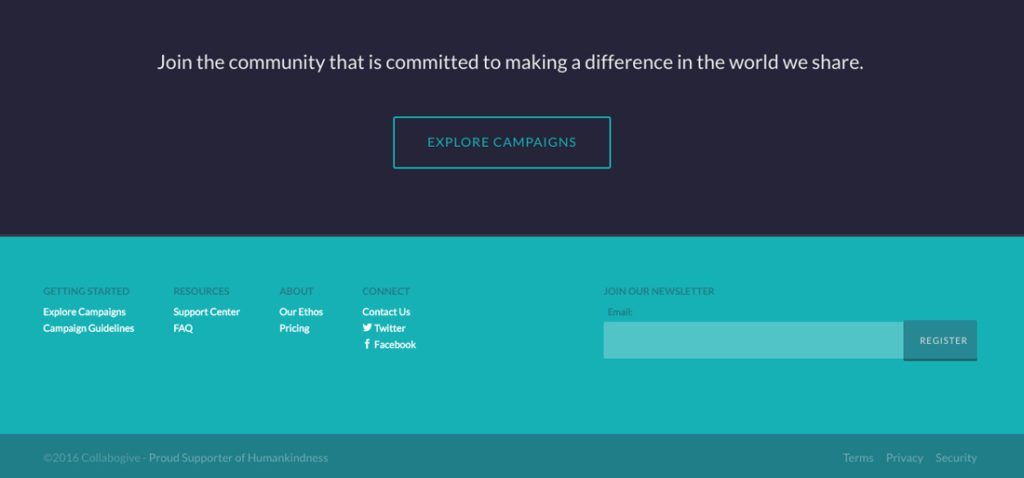 Join the community that is committed to making a difference in the world we share.
EXPLORE CAMPAIGNS
GETTING STARTED
Explore Campaigns
Campaign Guidelines
RESOURCES
Support Center
FAQ
ABOUT
Our Ethos
Pricing
CONNECT
Contact Us
Twitter
Facebook
JOIN OUR NEWSLETTER
Email:
REGISTER
©2016 Collabogive - Proud Supporter of Humankindness
Terms Privacy Security